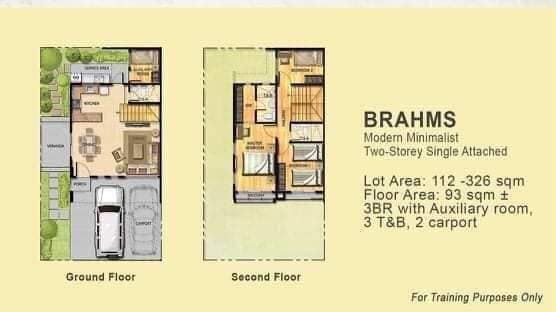 SERVICE AREA
AUXILIARY
ROOM
KITCHEN
T&B
VERANDA
PORCH
CARPORT
Ground Floor
BEDROOM 2
T&B
T&B
MASTER
BEDROOM
BEDROOM
BALCONY
Second Floor
BRAHMS
Modern Minimalist
Two-Storey Single Attached
Lot Area: 112 -326 sqm
Floor Area: 93 sqm ±
3BR with Auxiliary room,
3 T&B, 2 carport
For Training Purposes Only